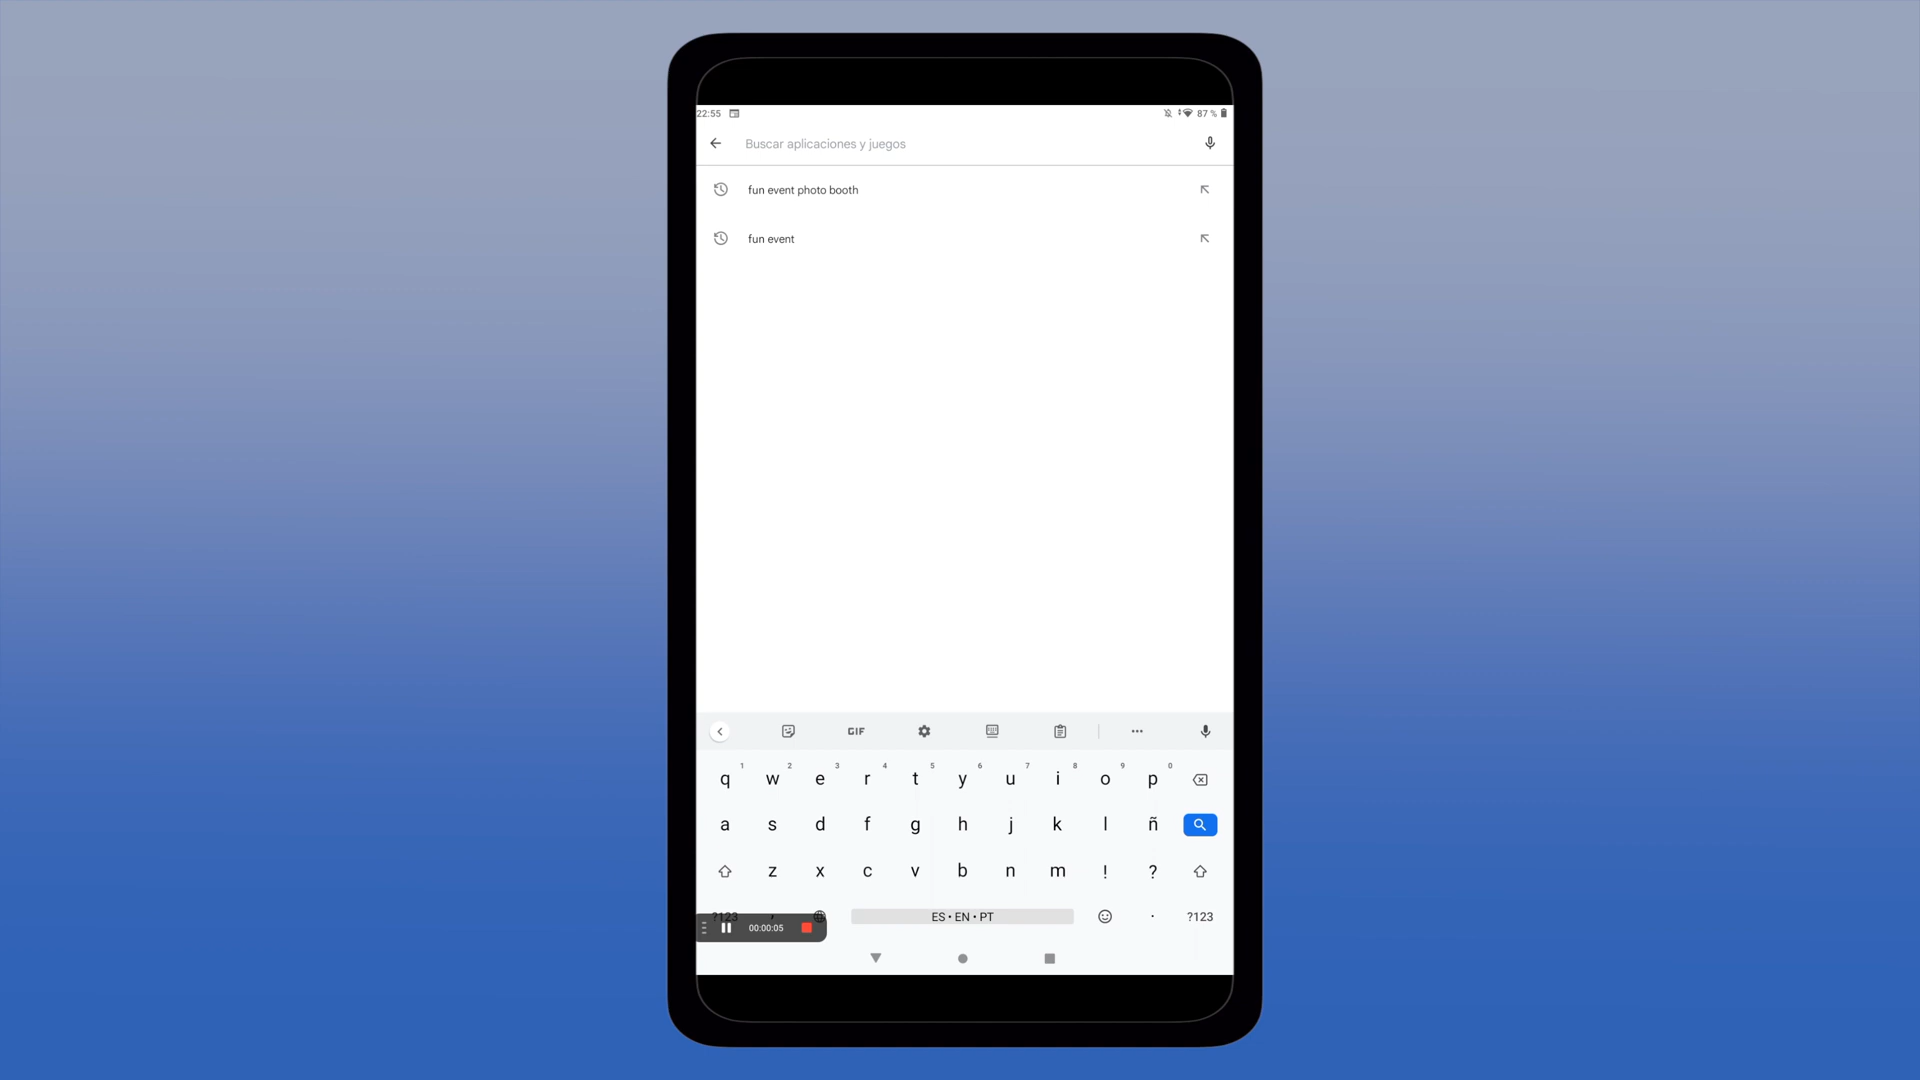 22:55 87 %
Buscar aplicaciones y juegos
fun event photo booth
fun event
GIF
1 2 3 4 5 6 7 8 9 0
q w e r t y u i o p
a s d f g h j k l ñ
z x c v b n m ! ?
?123 , ES • EN • PT . ?123
00:00:05